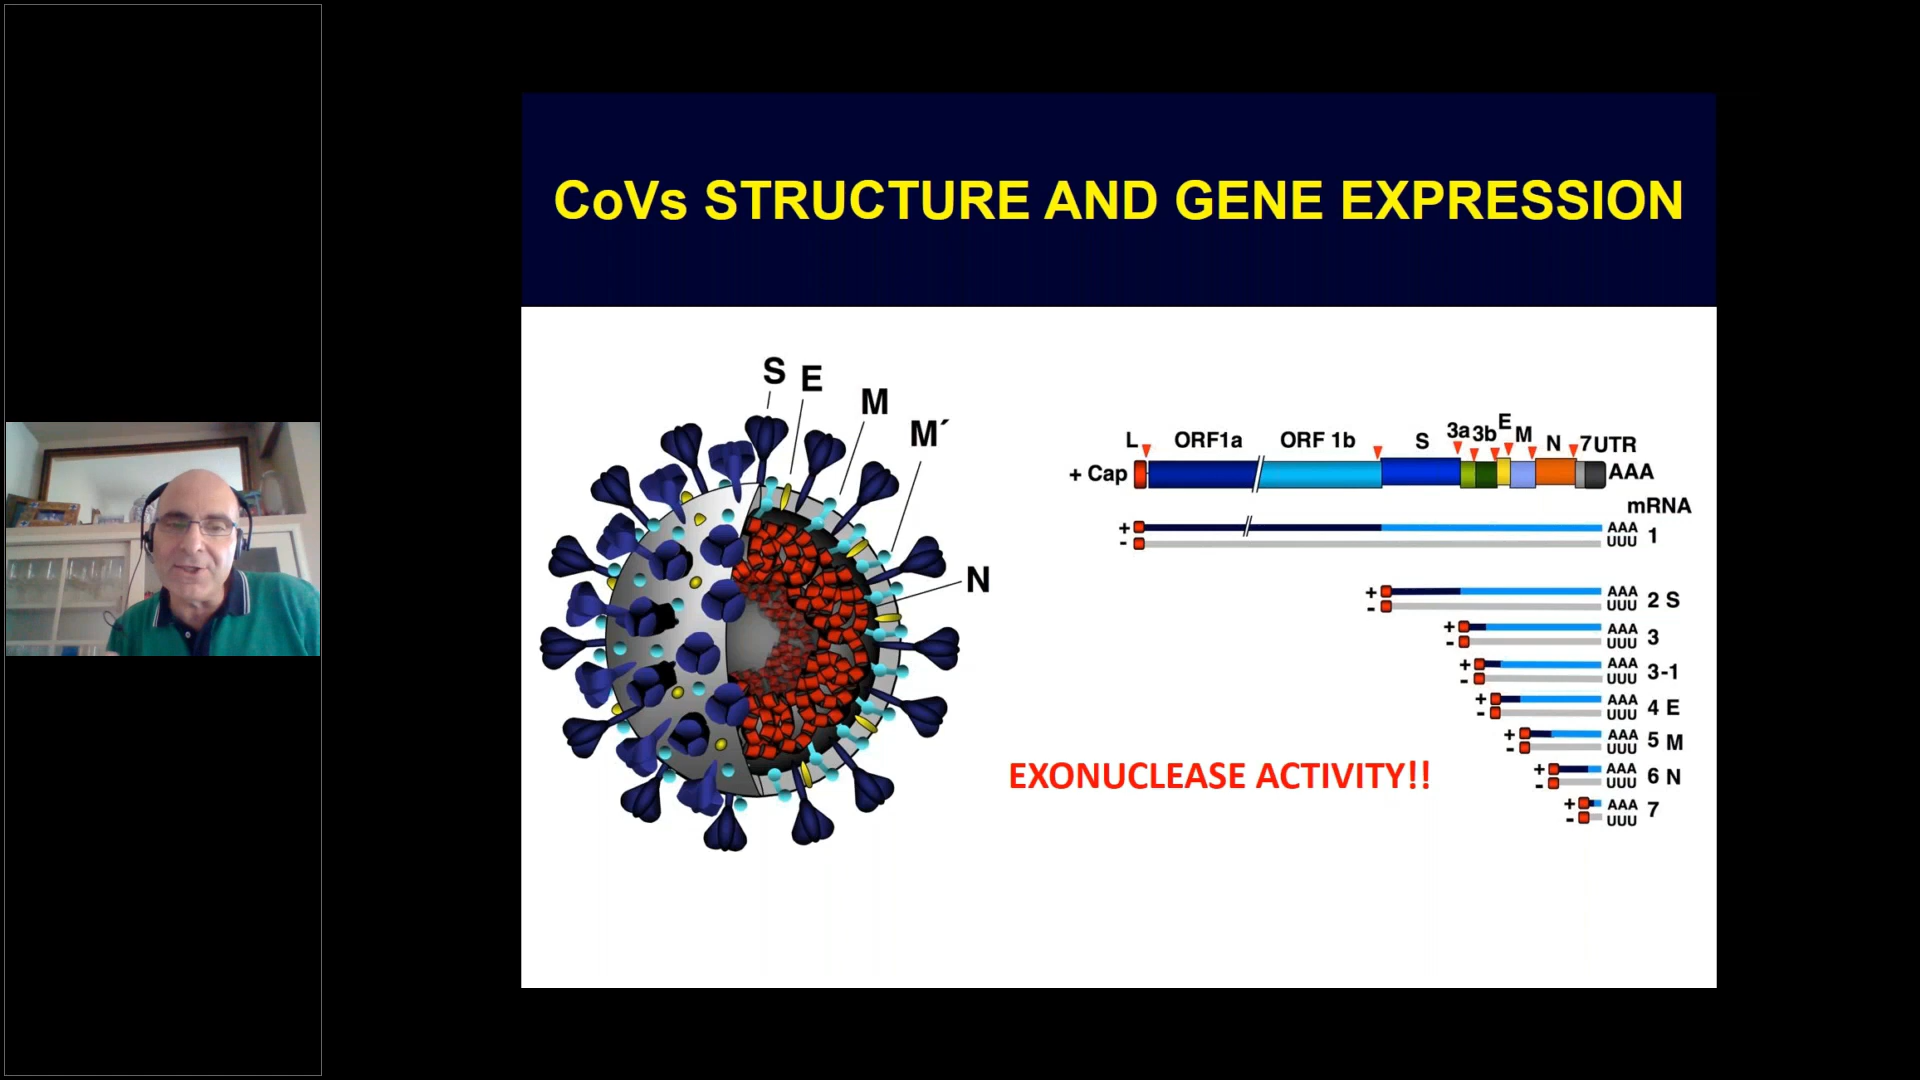 CoVs STRUCTURE AND GENE EXPRESSION
S E
M
M´
N
L ORF1a ORF 1b S 3a 3b E M N 7 UTR
+ Cap AAA
mRNA
+ AAA
- UUU
1
+ AAA
- UUU
2 S
+ AAA
- UUU
3
+ AAA
- UUU
3-1
+ AAA
- UUU
4 E
+ AAA
- UUU
5 M
+ AAA
- UUU
6 N
+ AAA
- UUU
7
EXONUCLEASE ACTIVITY!!